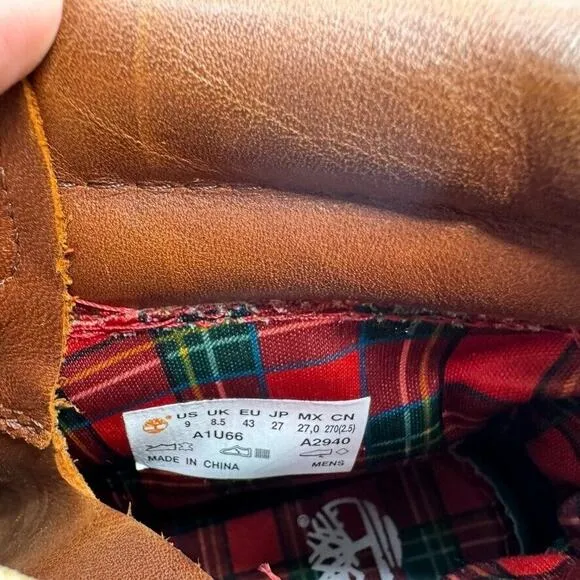 US UK EU JP MX CN
9 8.5 43 27 27,0 270(2.5)
A1U66 A2940
MADE IN CHINA MENS